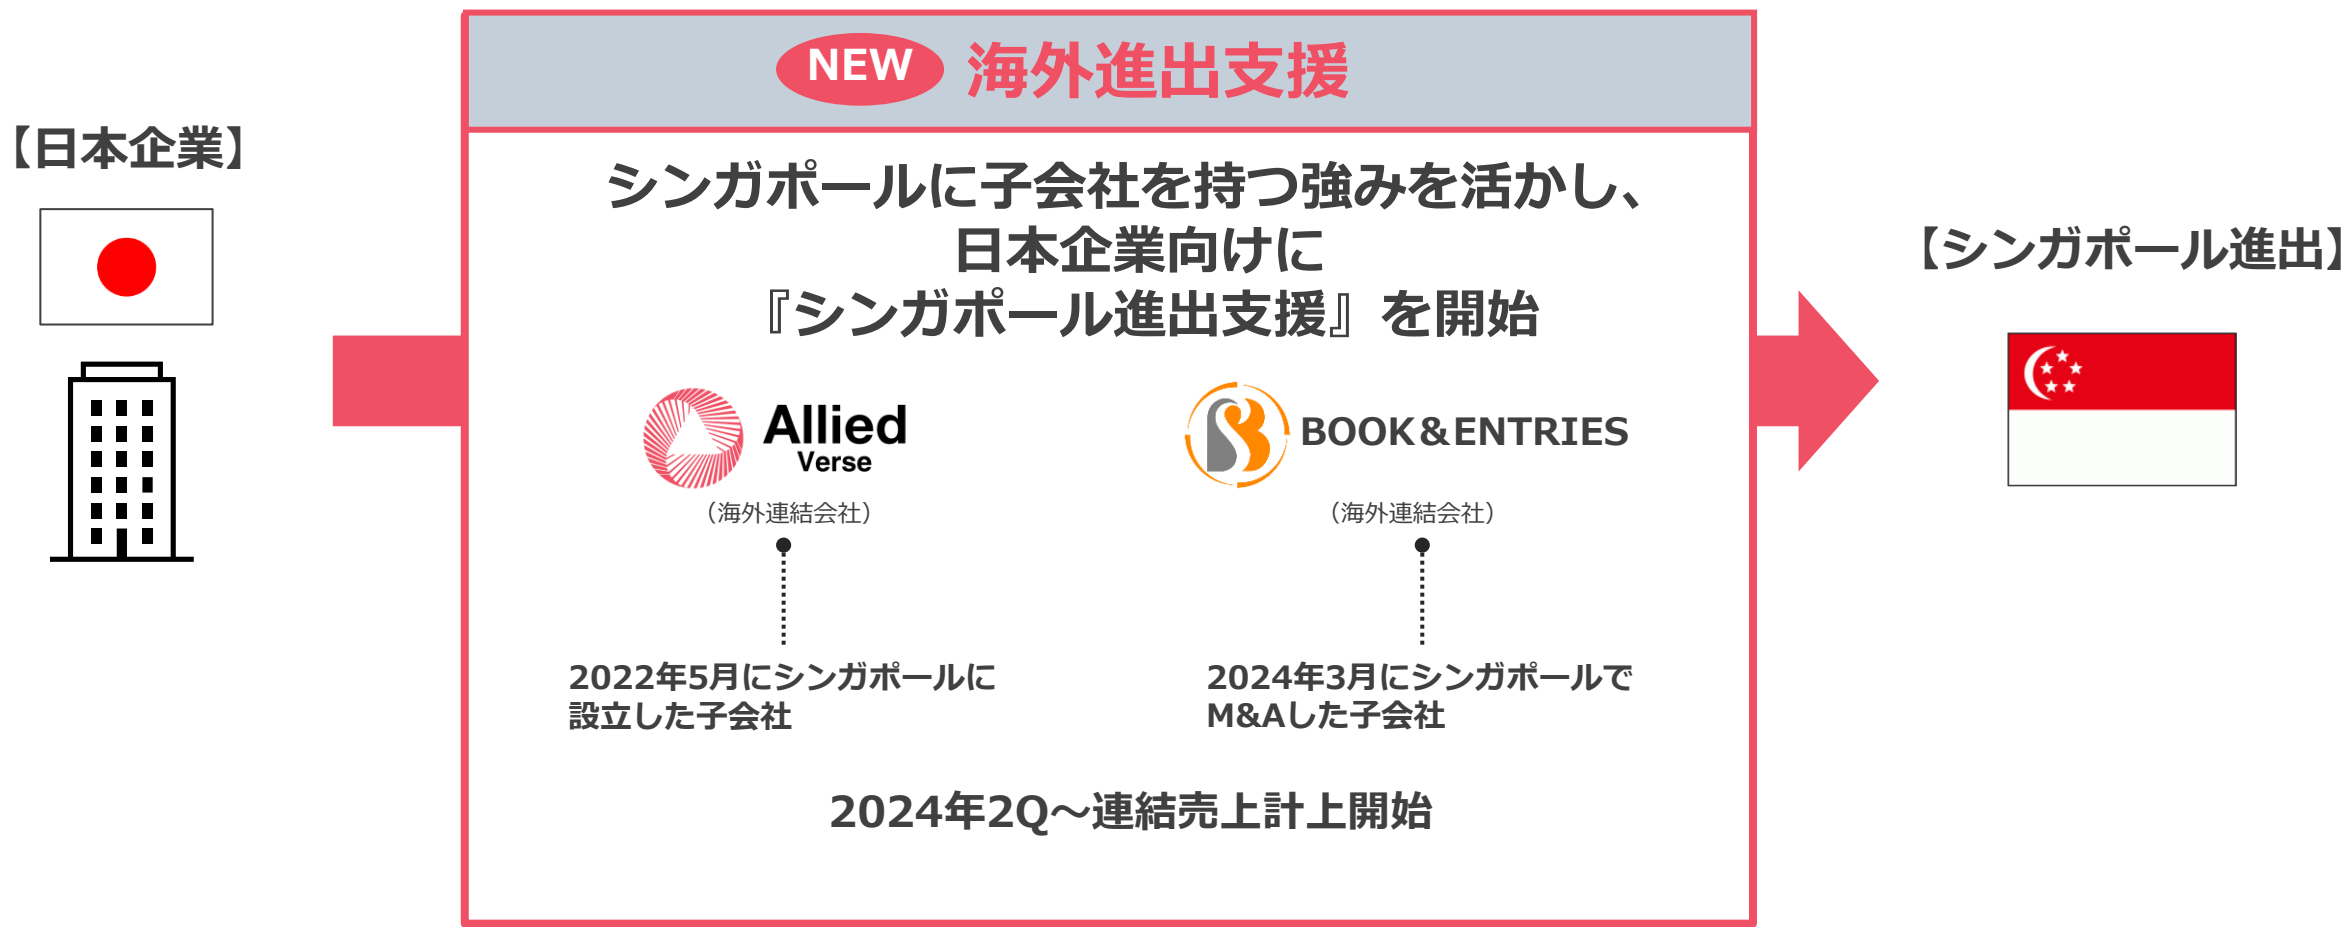 【日本企業】
NEW 海外進出支援
シンガポールに子会社を持つ強みを活かし、
日本企業向けに
『シンガポール進出支援』を開始
Allied
Verse
（海外連結会社）
2022年5月にシンガポールに
設立した子会社
BOOK＆ENTRIES
（海外連結会社）
2024年3月にシンガポールで
M&Aした子会社
2024年2Q～連結売上計上開始
【シンガポール進出】